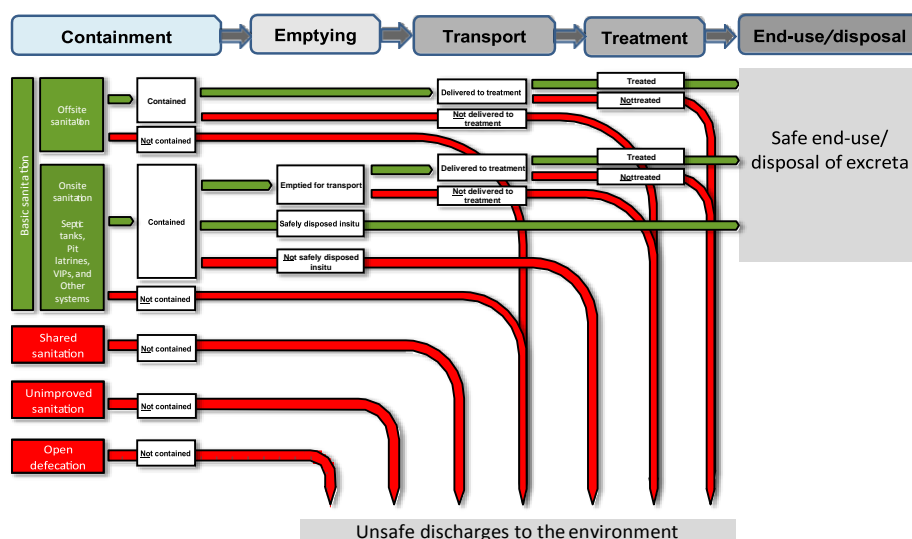 Containment
Emptying
Transport
Treatment
End-use/disposal
Basic sanitation
Offsite
sanitation
Contained
Not contained
Delivered to treatment
Not delivered to
treatment
Treated
Nottreated
Safe end-use/
disposal of excreta
Onsite
sanitation
Septic
tanks,
Pit
latrines,
VIPs, and
Other
systems
Contained
Not contained
Emptied for transport
Delivered to treatment
Not delivered to
treatment
Treated
Nottreated
Safely disposed insitu
Not safely disposed
insitu
Shared
sanitation
Not contained
Unimproved
sanitation
Not contained
Open
defecation
Not contained
Unsafe discharges to the environment